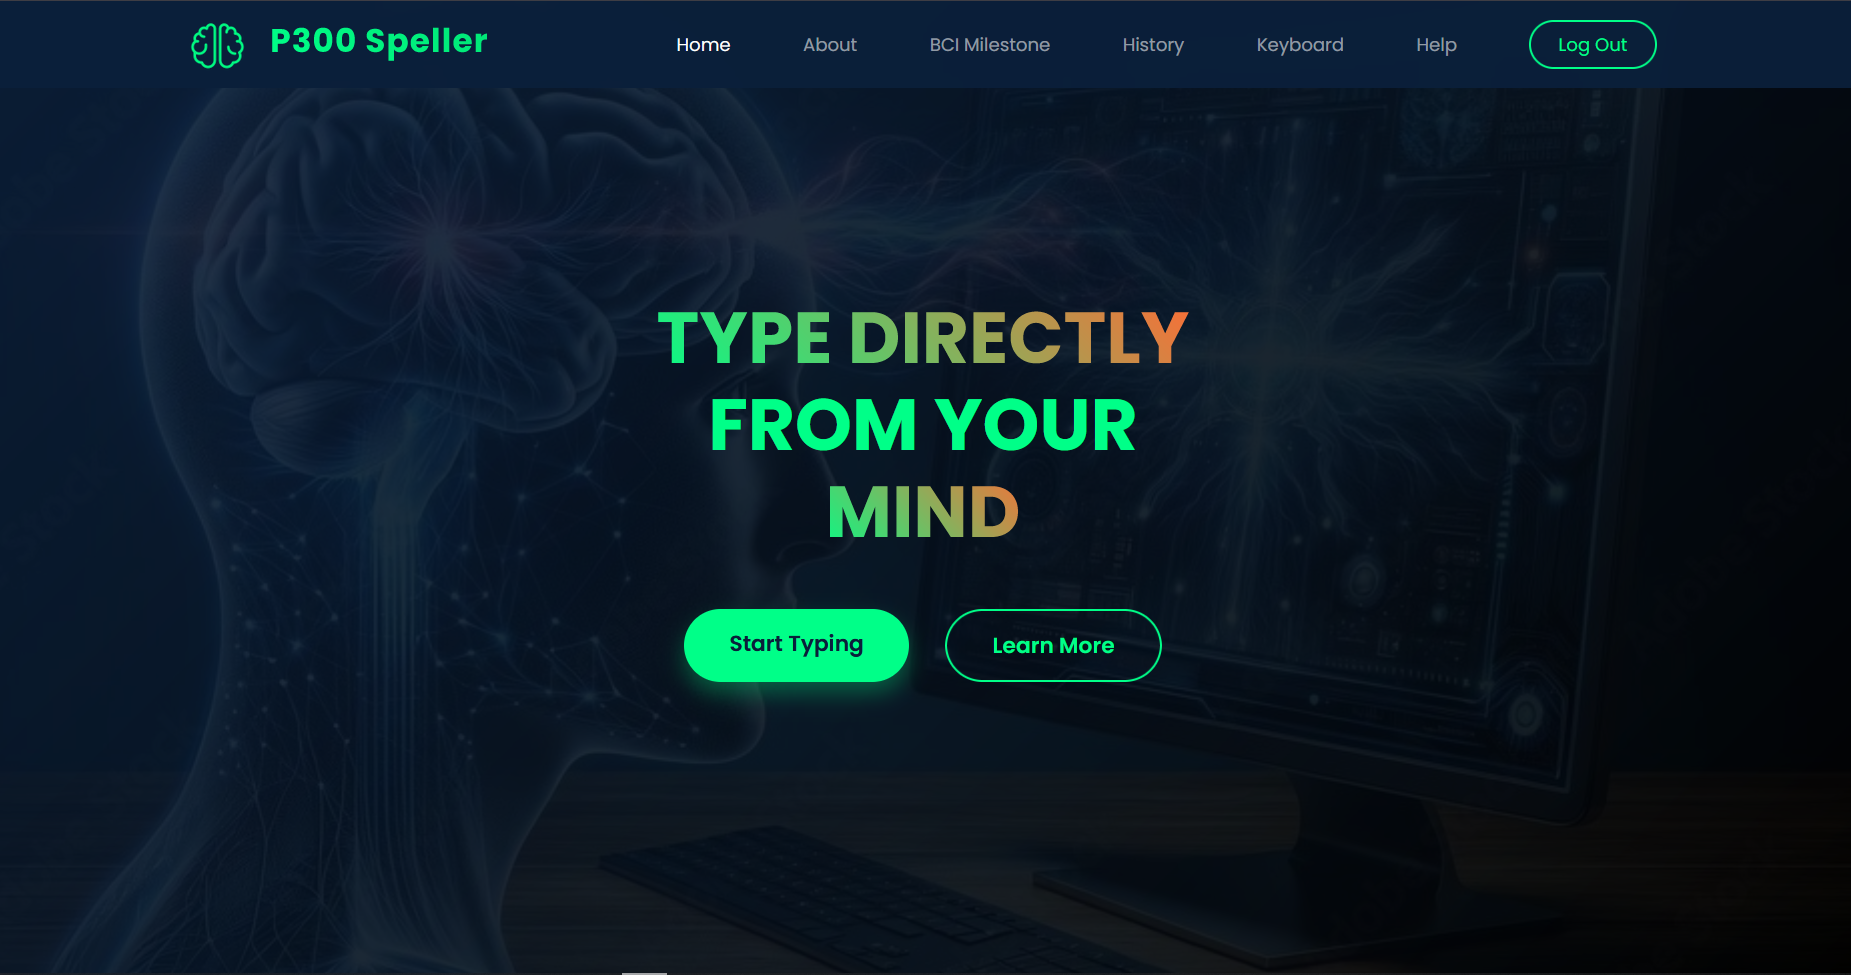 P300 Speller
Home
About
BCI Milestone
History
Keyboard
Help
Log Out
TYPE DIRECTLY
FROM YOUR
MIND
Start Typing
Learn More